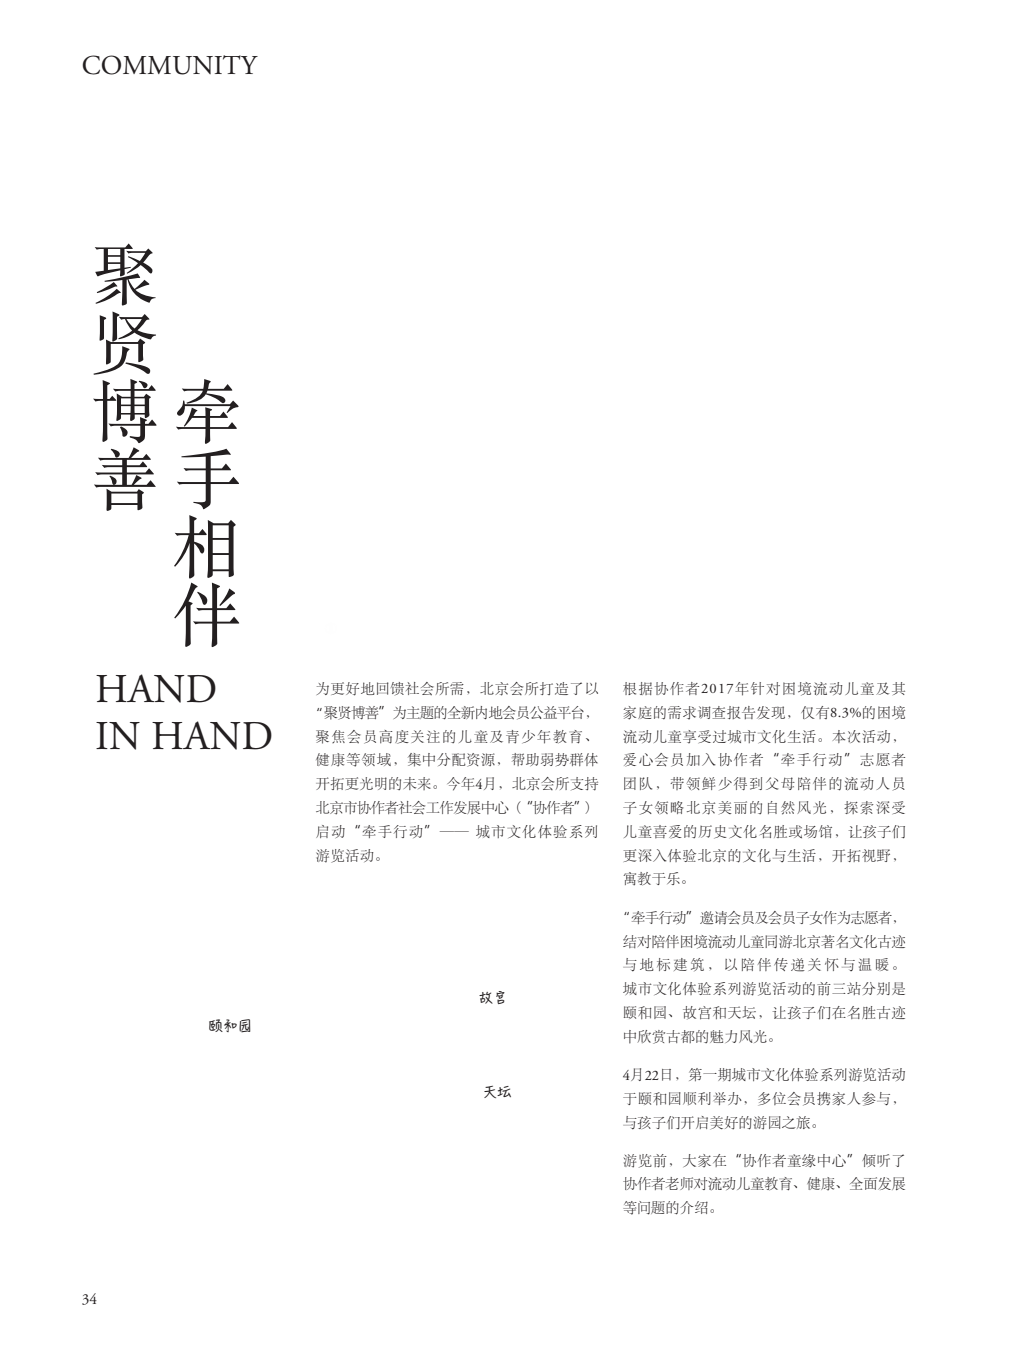 COMMUNITY
聚贤博善
牵手相伴
HAND
IN HAND
为更好地回馈社会所需，北京会所打造了以
“聚贤博善”为主题的全新内地会员公益平台，
聚焦会员高度关注的儿童及青少年教育、
健康等领域，集中分配资源，帮助弱势群体
开拓更光明的未来。今年4月，北京会所支持
北京市协作者社会工作发展中心（“协作者”）
启动“牵手行动”—— 城市文化体验系列
游览活动。
根据协作者2017年针对困境流动儿童及其
家庭的需求调查报告发现，仅有8.3%的困境
流动儿童享受过城市文化生活。本次活动，
爱心会员加入协作者“牵手行动”志愿者
团队，带领鲜少得到父母陪伴的流动人员
子女领略北京美丽的自然风光，探索深受
儿童喜爱的历史文化名胜或场馆，让孩子们
更深入体验北京的文化与生活，开拓视野，
寓教于乐。
“牵手行动”邀请会员及会员子女作为志愿者，
结对陪伴困境流动儿童同游北京著名文化古迹
与地标建筑，以陪伴传递关怀与温暖。
城市文化体验系列游览活动的前三站分别是
颐和园、故宫和天坛，让孩子们在名胜古迹
中欣赏古都的魅力风光。
4月22日，第一期城市文化体验系列游览活动
于颐和园顺利举办，多位会员携家人参与，
与孩子们开启美好的游园之旅。
游览前，大家在“协作者童缘中心”倾听了
协作者老师对流动儿童教育、健康、全面发展
等问题的介绍。
故宫
颐和园
天坛
34